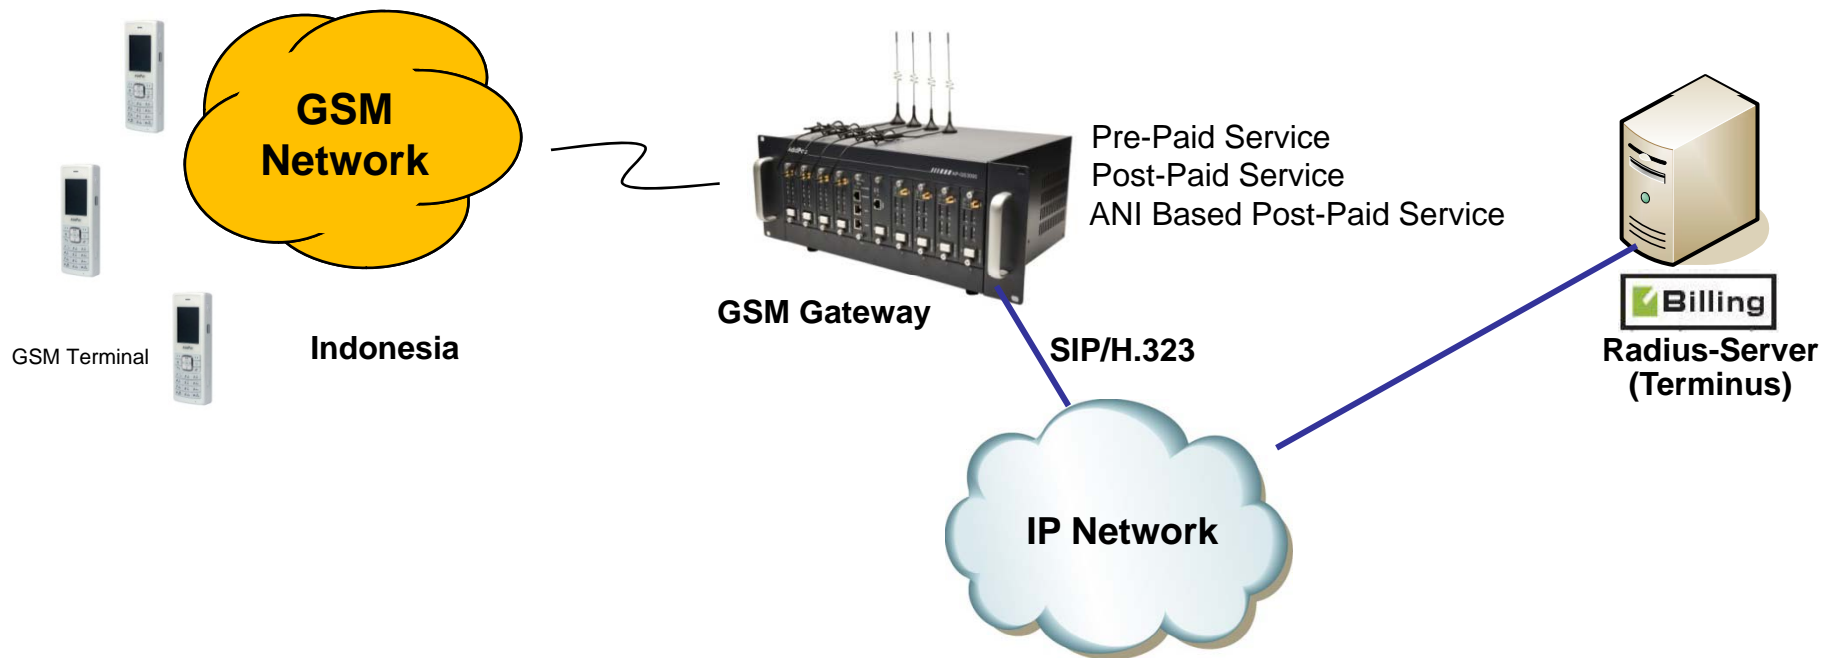 GSM
Network
GSM Terminal
Indonesia
GSM Gateway
Pre-Paid Service
Post-Paid Service
ANI Based Post-Paid Service
SIP/H.323
IP Network
Billing
Radius-Server
(Terminus)